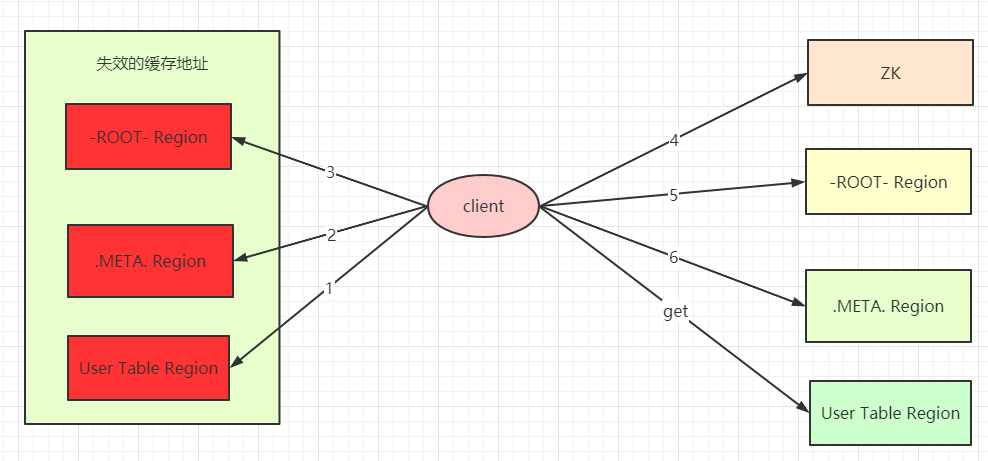 失效的缓存地址
-ROOT- Region
.META. Region
User Table Region
3
2
1
client
4
5
6
get
ZK
-ROOT- Region
.META. Region
User Table Region